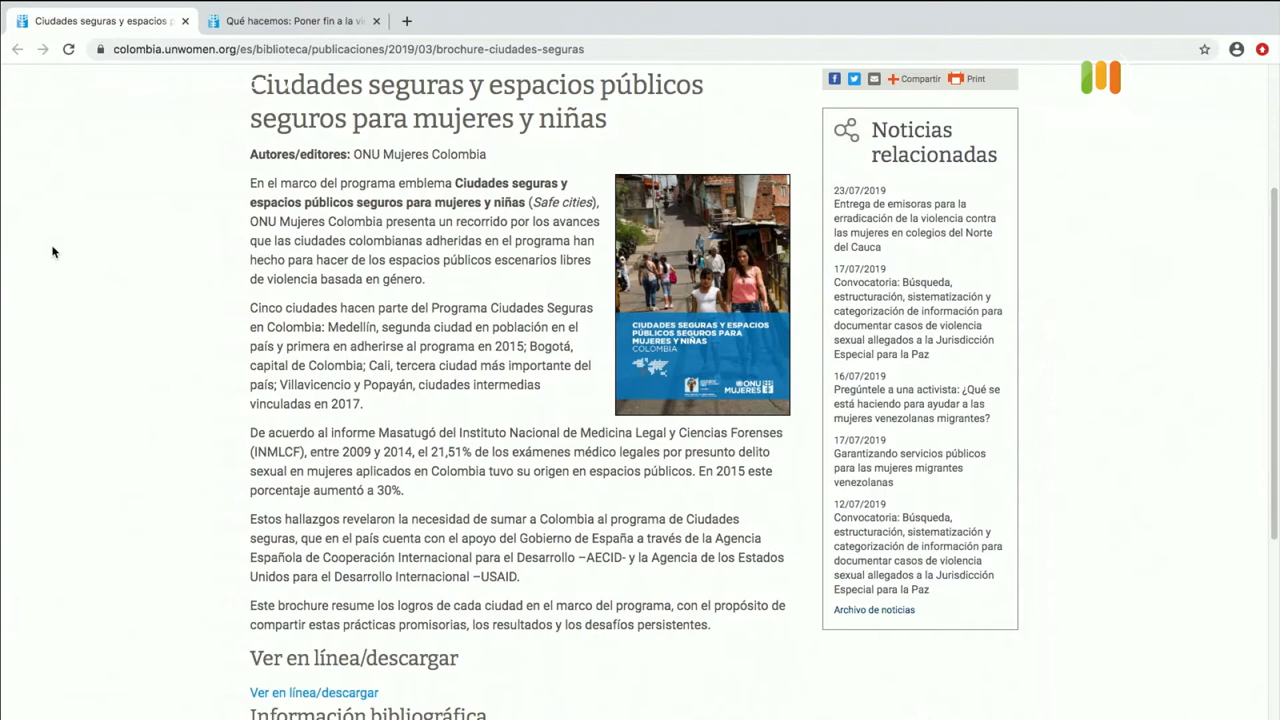 Ciudades seguras y espacios p
Qué hacemos: Poner fin a la vi
colombia.unwomen.org/es/biblioteca/publicaciones/2019/03/brochure-ciudades-seguras
Ciudades seguras y espacios públicos
seguros para mujeres y niñas
Autores/editores: ONU Mujeres Colombia
En el marco del programa emblema Ciudades seguras y
espacios públicos seguros para mujeres y niñas (Safe cities),
ONU Mujeres Colombia presenta un recorrido por los avances
que las ciudades colombianas adheridas en el programa han
hecho para hacer de los espacios públicos escenarios libres
de violencia basada en género.
Cinco ciudades hacen parte del Programa Ciudades Seguras
en Colombia: Medellín, segunda ciudad en población en el
país y primera en adherirse al programa en 2015; Bogotá,
capital de Colombia; Cali, tercera ciudad más importante del
país; Villavicencio y Popayán, ciudades intermedias
vinculadas en 2017.
CIUDADES SEGURAS Y ESPACIOS
PÚBLICOS SEGUROS PARA
MUJERES Y NIÑAS
COLOMBIA
ONU
MUJERES
De acuerdo al informe Masatugó del Instituto Nacional de Medicina Legal y Ciencias Forenses
(INMLCF), entre 2009 y 2014, el 21,51% de los exámenes médico legales por presunto delito
sexual en mujeres aplicados en Colombia tuvo su origen en espacios públicos. En 2015 este
porcentaje aumentó a 30%.
Estos hallazgos revelaron la necesidad de sumar a Colombia al programa de Ciudades
seguras, que en el país cuenta con el apoyo del Gobierno de España a través de la Agencia
Española de Cooperación Internacional para el Desarrollo –AECID- y la Agencia de los Estados
Unidos para el Desarrollo Internacional –USAID.
Este brochure resume los logros de cada ciudad en el marco del programa, con el propósito de
compartir estas prácticas promisorias, los resultados y los desafíos persistentes.
Ver en línea/descargar
Ver en línea/descargar
Información bibliográfica
Compartir
Print
Noticias
relacionadas
23/07/2019
Entrega de emisoras para la
erradicación de la violencia contra
las mujeres en colegios del Norte
del Cauca
17/07/2019
Convocatoria: Búsqueda,
estructuración, sistematización y
categorización de información para
documentar casos de violencia
sexual allegados a la Jurisdicción
Especial para la Paz
16/07/2019
Pregúntele a una activista: ¿Qué se
está haciendo para ayudar a las
mujeres venezolanas migrantes?
17/07/2019
Garantizando servicios públicos
para las mujeres migrantes
venezolanas
12/07/2019
Convocatoria: Búsqueda,
estructuración, sistematización y
categorización de información para
documentar casos de violencia
sexual allegados a la Jurisdicción
Especial para la Paz
Archivo de noticias